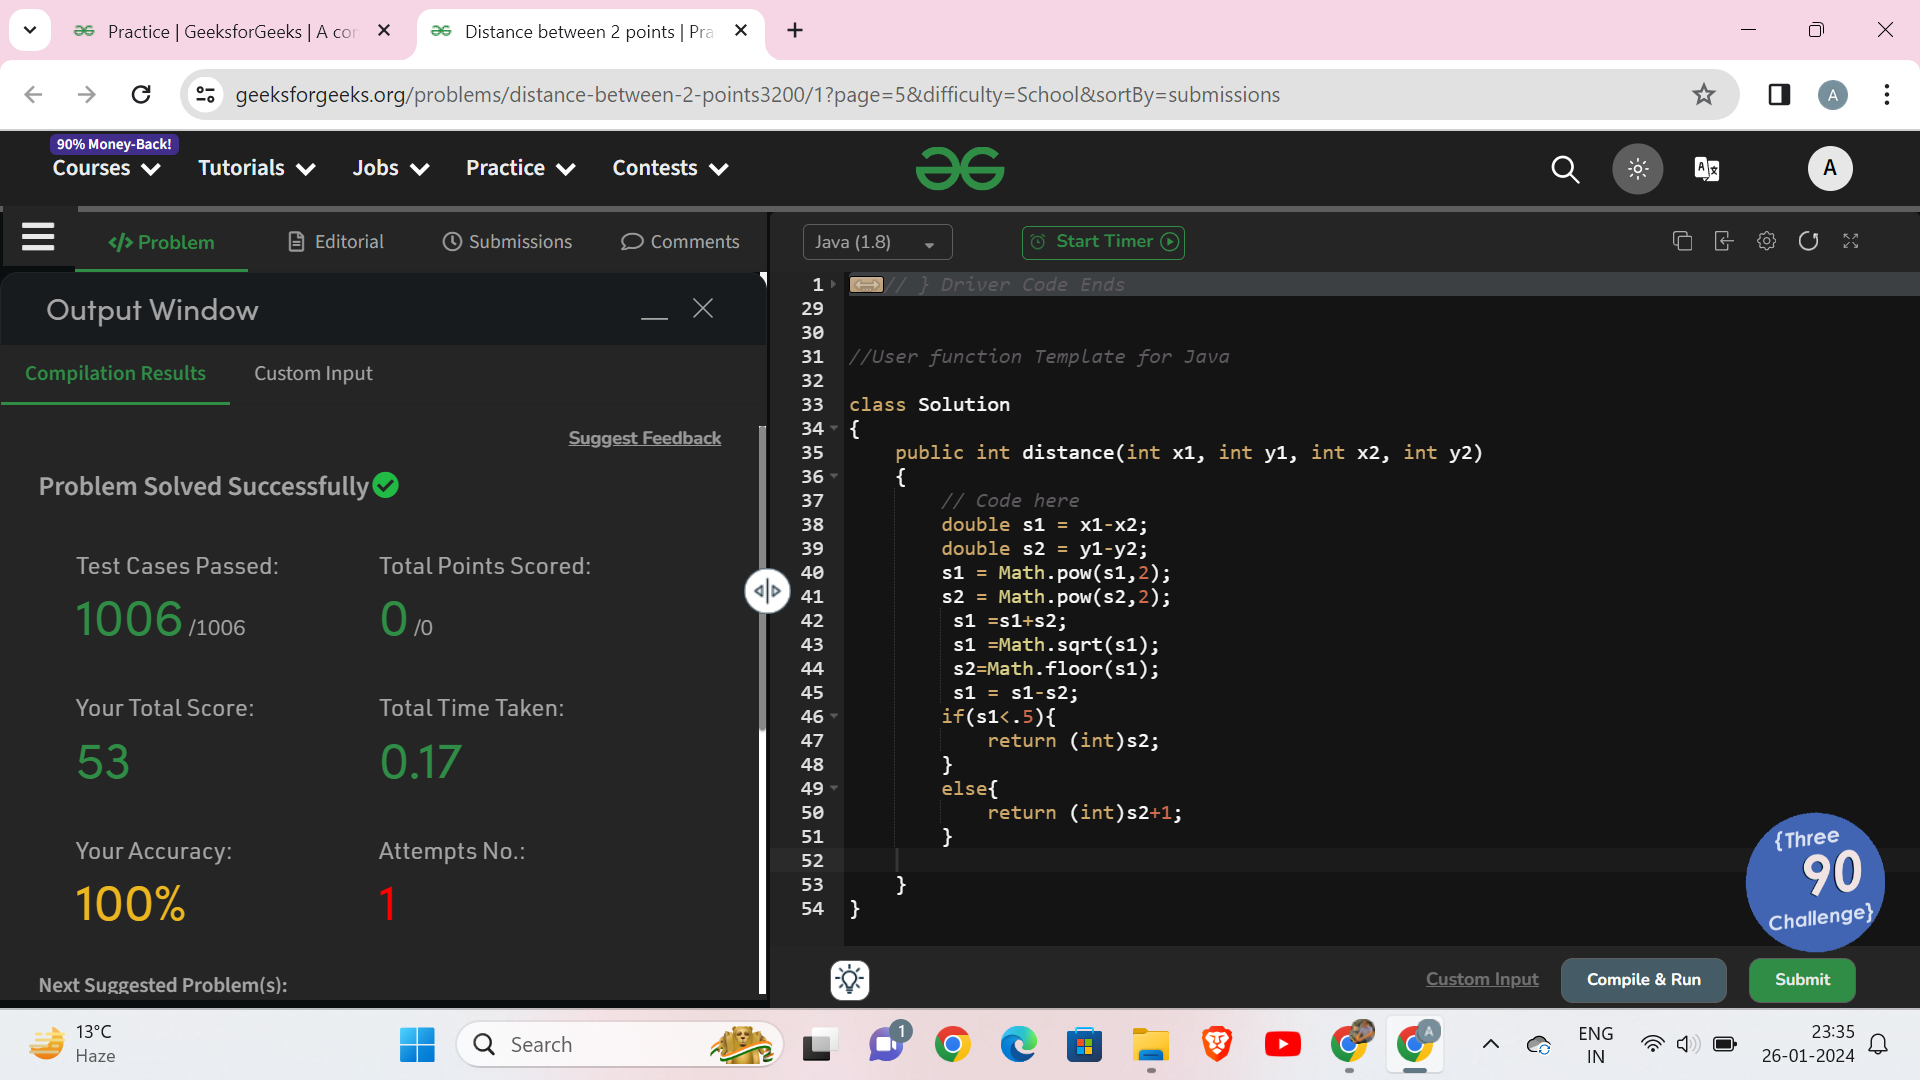 Practice | GeeksforGeeks | A cor
Distance between 2 points | Pra
geeksforgeeks.org/problems/distance-between-2-points3200/1?page=5&difficulty=School&sortBy=submissions
A
90% Money-Back!
Courses
Tutorials
Jobs
Practice
Contests
A
</> Problem
Editorial
Submissions
Comments
Java (1.8)
Start Timer
Output Window
Compilation Results
Custom Input
Suggest Feedback
Problem Solved Successfully
Test Cases Passed:
Total Points Scored:
1006 /1006
0 /0
Your Total Score:
Total Time Taken:
53
0.17
Your Accuracy:
Attempts No.:
100%
1
Next Suggested Problem(s):
1 // } Driver Code Ends
29
30
31 //User function Template for Java
32
33 class Solution
34 {
35 public int distance(int x1, int y1, int x2, int y2)
36 {
37 // Code here
38 double s1 = x1-x2;
39 double s2 = y1-y2;
40 s1 = Math.pow(s1,2);
41 s2 = Math.pow(s2,2);
42 s1 =s1+s2;
43 s1 =Math.sqrt(s1);
44 s2=Math.floor(s1);
45 s1 = s1-s2;
46 if(s1<.5){
47 return (int)s2;
48 }
49 else{
50 return (int)s2+1;
51 }
52
53 }
54 }
{Three
90
Challenge}
Custom Input
Compile & Run
Submit
13°C
Haze
Search
1
A
ENG
IN
23:35
26-01-2024